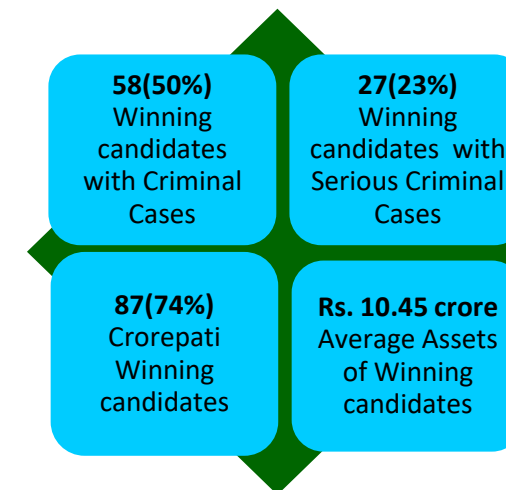 58(50%)
Winning
candidates
with Criminal
Cases
27(23%)
Winning
candidates with
Serious Criminal
Cases
87(74%)
Crorepati
Winning
candidates
Rs. 10.45 crore
Average Assets
of Winning
candidates